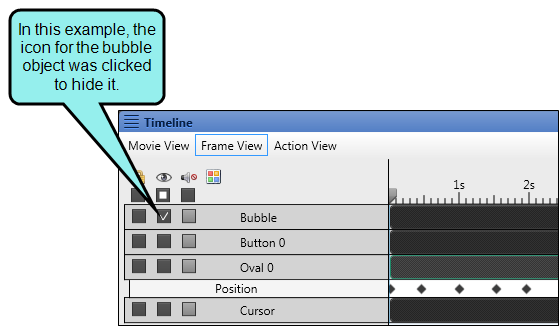 In this example, the
icon for the bubble
object was clicked
to hide it.
Timeline
Movie View Frame View Action View
1s 2s
Bubble
Button 0
Oval 0
Position
Cursor